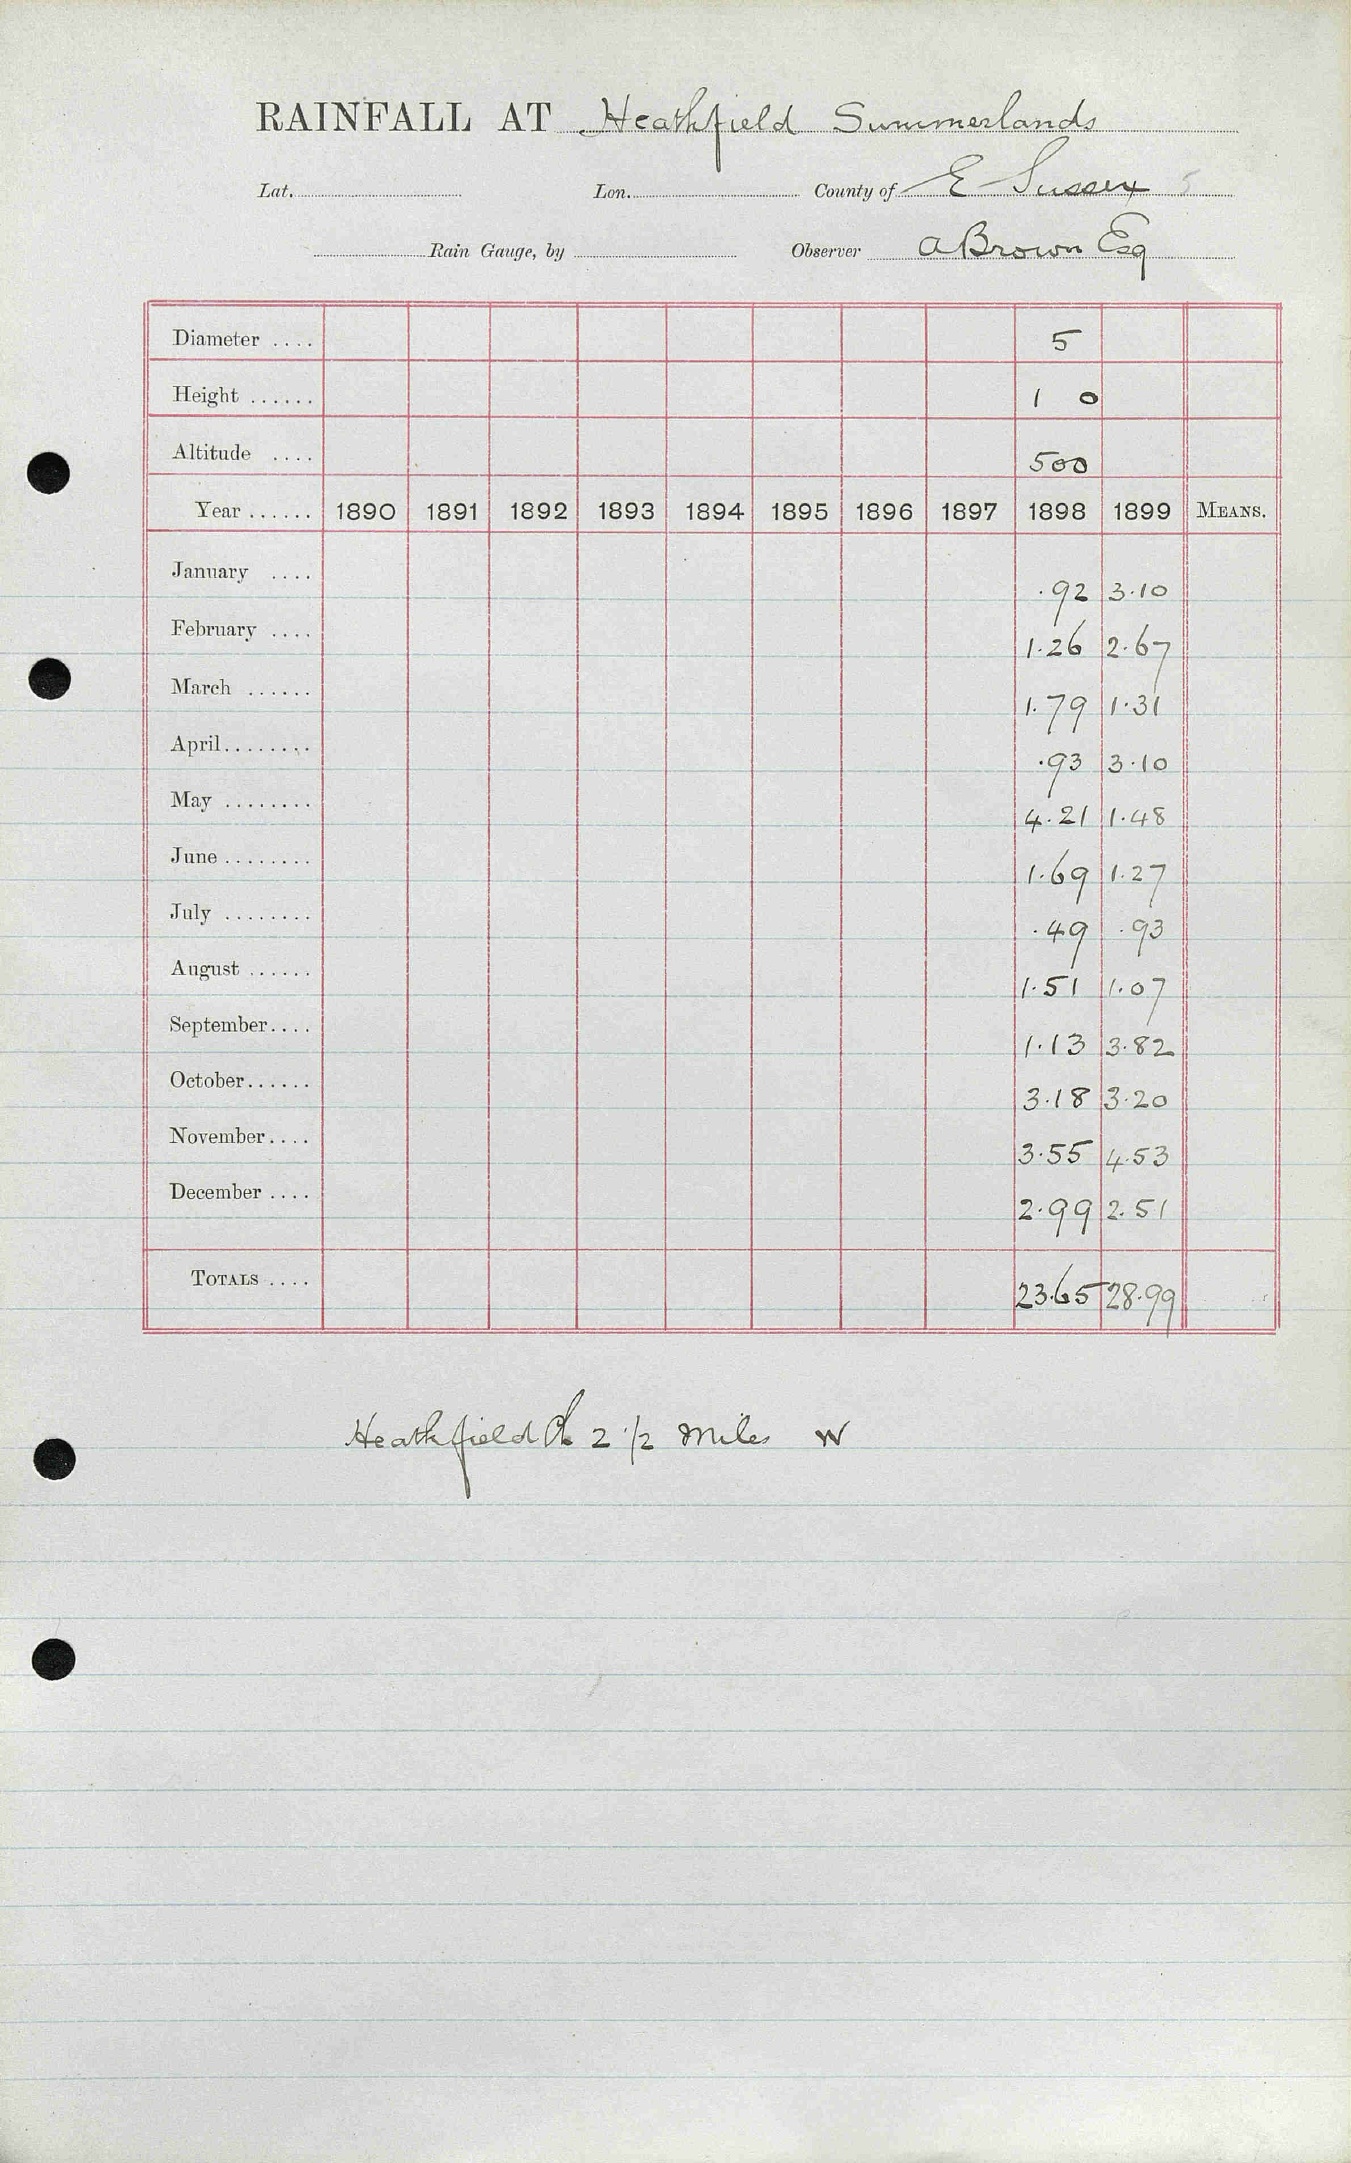 RAINFALL AT Heathfield Summerlands
Lat. Lon. County of E Sussex 5
Rain Gauge, by Observer A Brown Esq
Diameter .... 5
Height ...... 1 0
Altitude .... 500
Year ...... 1890 1891 1892 1893 1894 1895 1896 1897 1898 1899 MEANS.
January .... .92 3.10
February .... 1.26 2.67
March ...... 1.79 1.31
April........ .93 3.10
May ........ 4.21 1.48
June ........ 1.69 1.27
July ........ .49 .93
August ...... 1.51 1.07
September.... 1.13 3.82
October...... 3.18 3.20
November.... 3.55 4.53
December .... 2.99 2.51
TOTALS .... 23.65 28.99
Heathfield Ch 2 1/2 miles W